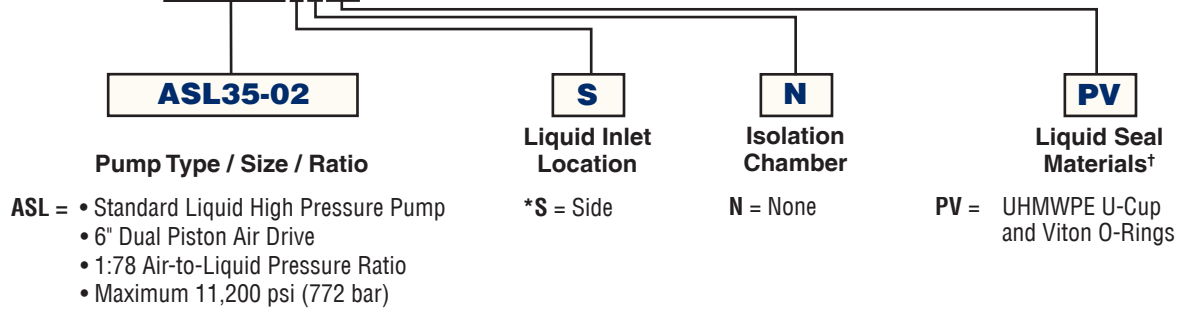 ASL35-02
S
N
PV
Pump Type / Size / Ratio
Liquid Inlet
Location
Isolation
Chamber
Liquid Seal
Materials†
ASL = • Standard Liquid High Pressure Pump
• 6" Dual Piston Air Drive
• 1:78 Air-to-Liquid Pressure Ratio
• Maximum 11,200 psi (772 bar)
*S = Side
N = None
PV = UHMWPE U-Cup
and Viton O-Rings